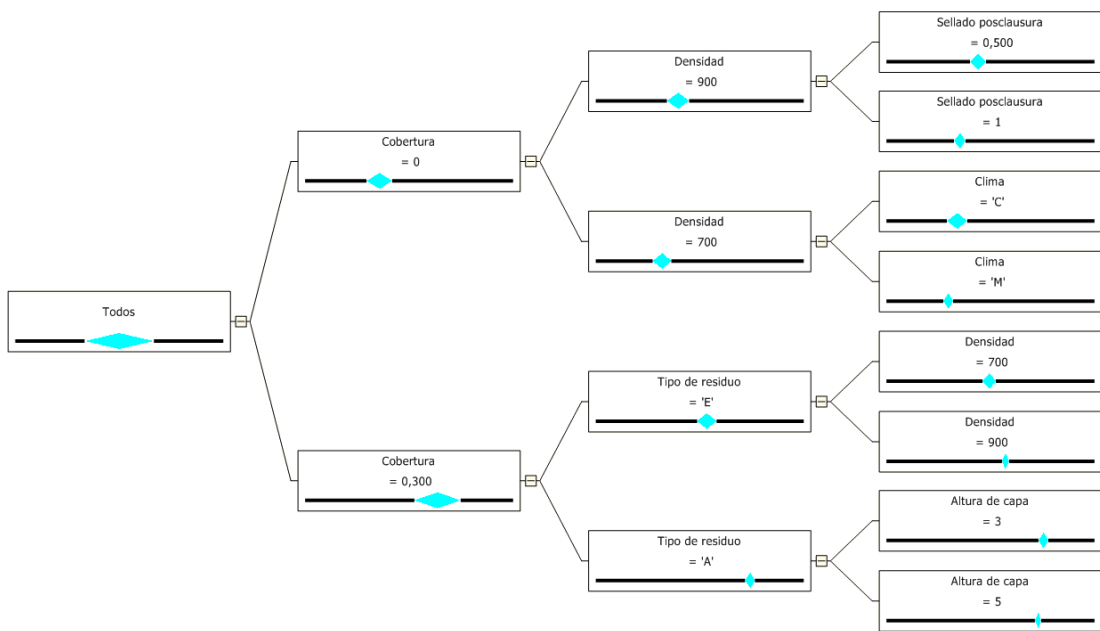 Todos
Cobertura
= 0
Cobertura
= 0,300
Densidad
= 900
Densidad
= 700
Tipo de residuo
= 'E'
Tipo de residuo
= 'A'
Sellado posclausura
= 0,500
Sellado posclausura
= 1
Clima
= 'C'
Clima
= 'M'
Densidad
= 700
Densidad
= 900
Altura de capa
= 3
Altura de capa
= 5